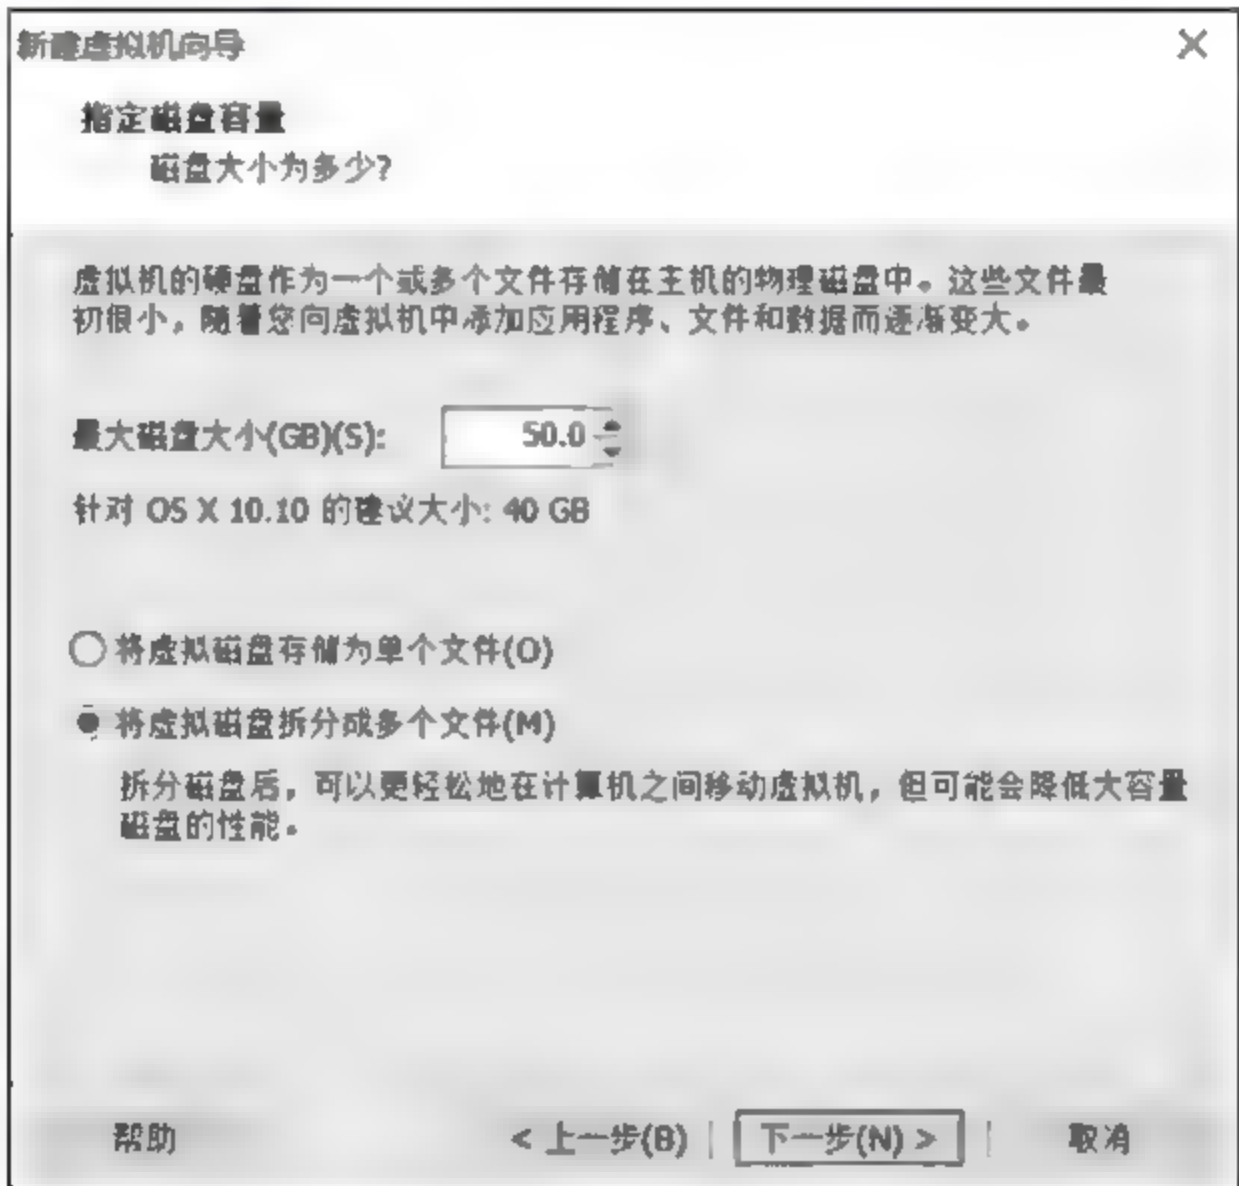 新建虚拟机向导
指定磁盘容量
磁盘大小为多少?
虚拟机的硬盘作为一个或多个文件存储在主机的物理磁盘中。这些文件最
初很小，随着您向虚拟机中添加应用程序、文件和数据而逐渐变大。
最大磁盘大小(GB)(S): 50.0
针对 OS X 10.10 的建议大小: 40 GB
将虚拟磁盘存储为单个文件(O)
将虚拟磁盘拆分成多个文件(M)
拆分磁盘后，可以更轻松地在计算机之间移动虚拟机，但可能会降低大容量
磁盘的性能。
帮助 < 上一步(B) 下一步(N) > 取消